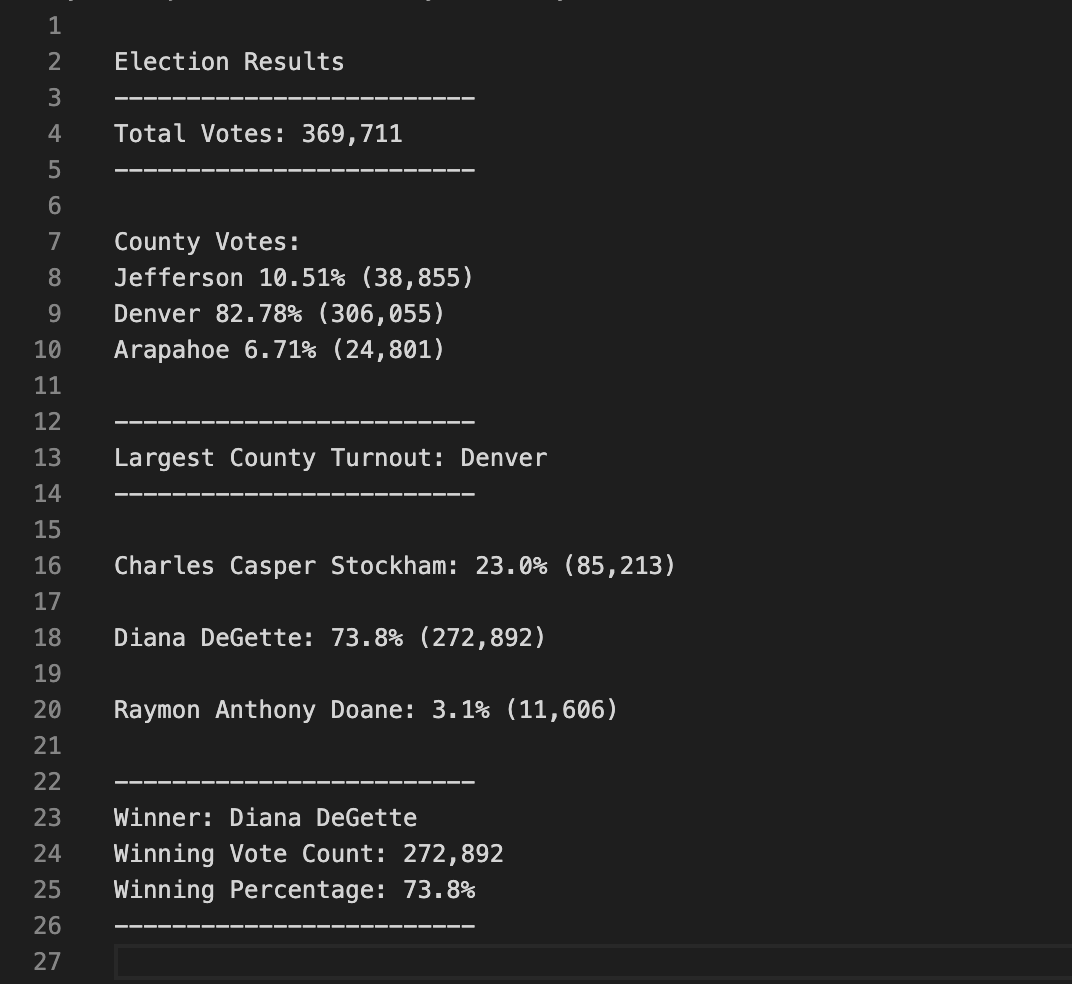 1
2 Election Results
3 -------------------------
4 Total Votes: 369,711
5 -------------------------
6
7 County Votes:
8 Jefferson 10.51% (38,855)
9 Denver 82.78% (306,055)
10 Arapahoe 6.71% (24,801)
11
12 -------------------------
13 Largest County Turnout: Denver
14 -------------------------
15
16 Charles Casper Stockham: 23.0% (85,213)
17
18 Diana DeGette: 73.8% (272,892)
19
20 Raymon Anthony Doane: 3.1% (11,606)
21
22 -------------------------
23 Winner: Diana DeGette
24 Winning Vote Count: 272,892
25 Winning Percentage: 73.8%
26 -------------------------
27